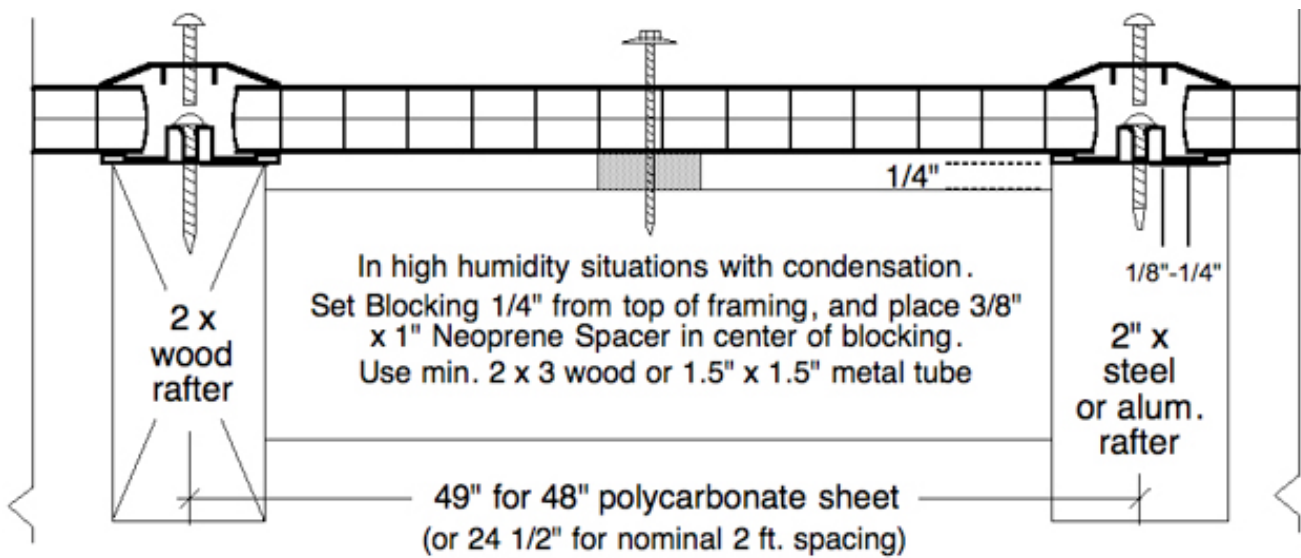 1/4"
In high humidity situations with condensation.
Set Blocking 1/4" from top of framing, and place 3/8"
x 1" Neoprene Spacer in center of blocking.
Use min. 2 x 3 wood or 1.5" x 1.5" metal tube
2 x
wood
rafter
1/8"-1/4"
2" x
steel
or alum.
rafter
49" for 48" polycarbonate sheet
(or 24 1/2" for nominal 2 ft. spacing)